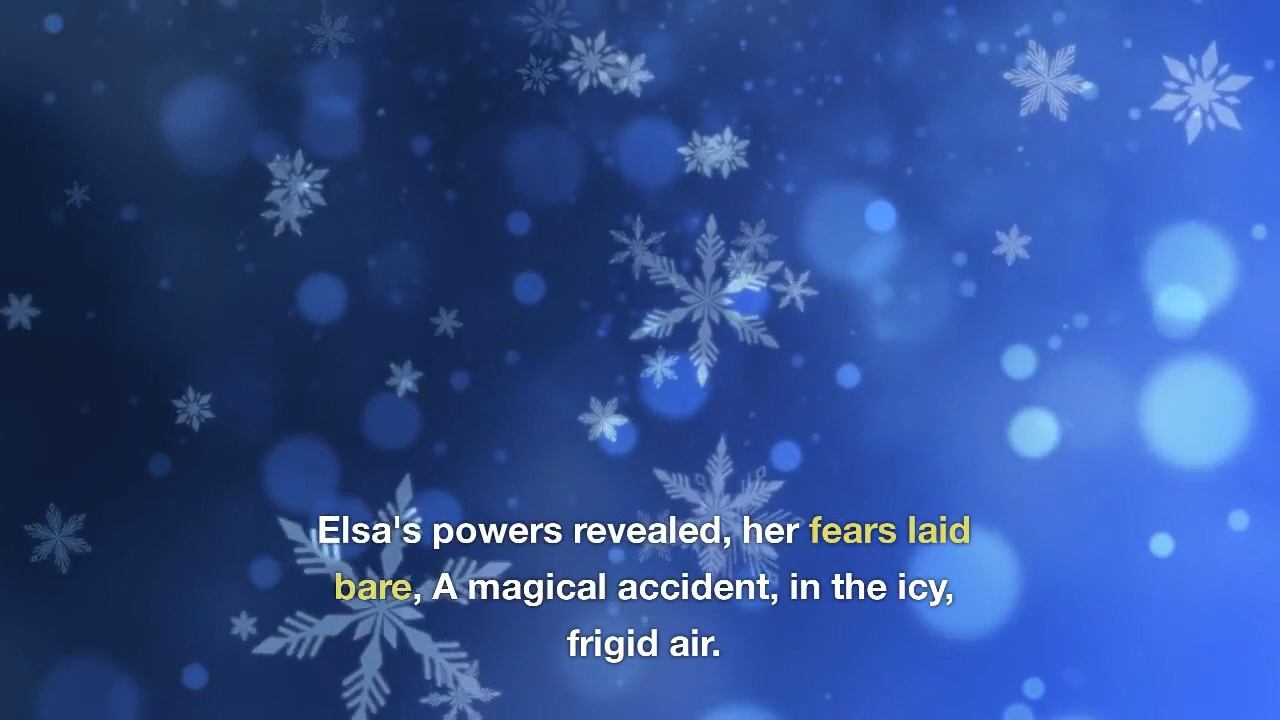 Elsa's powers revealed, her fears laid
bare, A magical accident, in the icy,
frigid air.